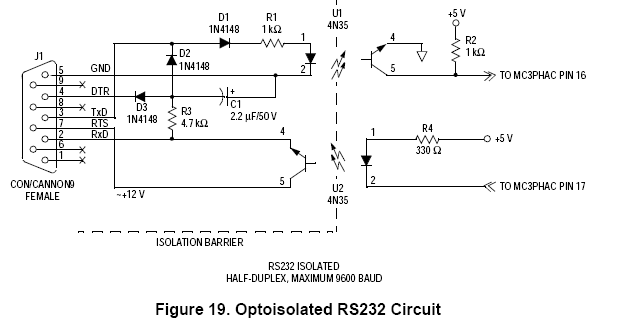 D1
1N4148
R1
1 kΩ
U1
4N35
+5 V
J1
D2
1N4148
1
2
4
5
R2
1 kΩ
TO MC3PHAC PIN 16
5
9
4
8
3
7
2
6
1
GND
DTR
TxD
RTS
RxD
D3
1N4148
+
C1
2.2 µF/50 V
R3
4.7 kΩ
4
5
1
2
R4
330 Ω
+5 V
U2
4N35
TO MC3PHAC PIN 17
CON/CANNON9
FEMALE
~+12 V
ISOLATION BARRIER
RS232 ISOLATED
HALF-DUPLEX, MAXIMUM 9600 BAUD
Figure 19. Optoisolated RS232 Circuit